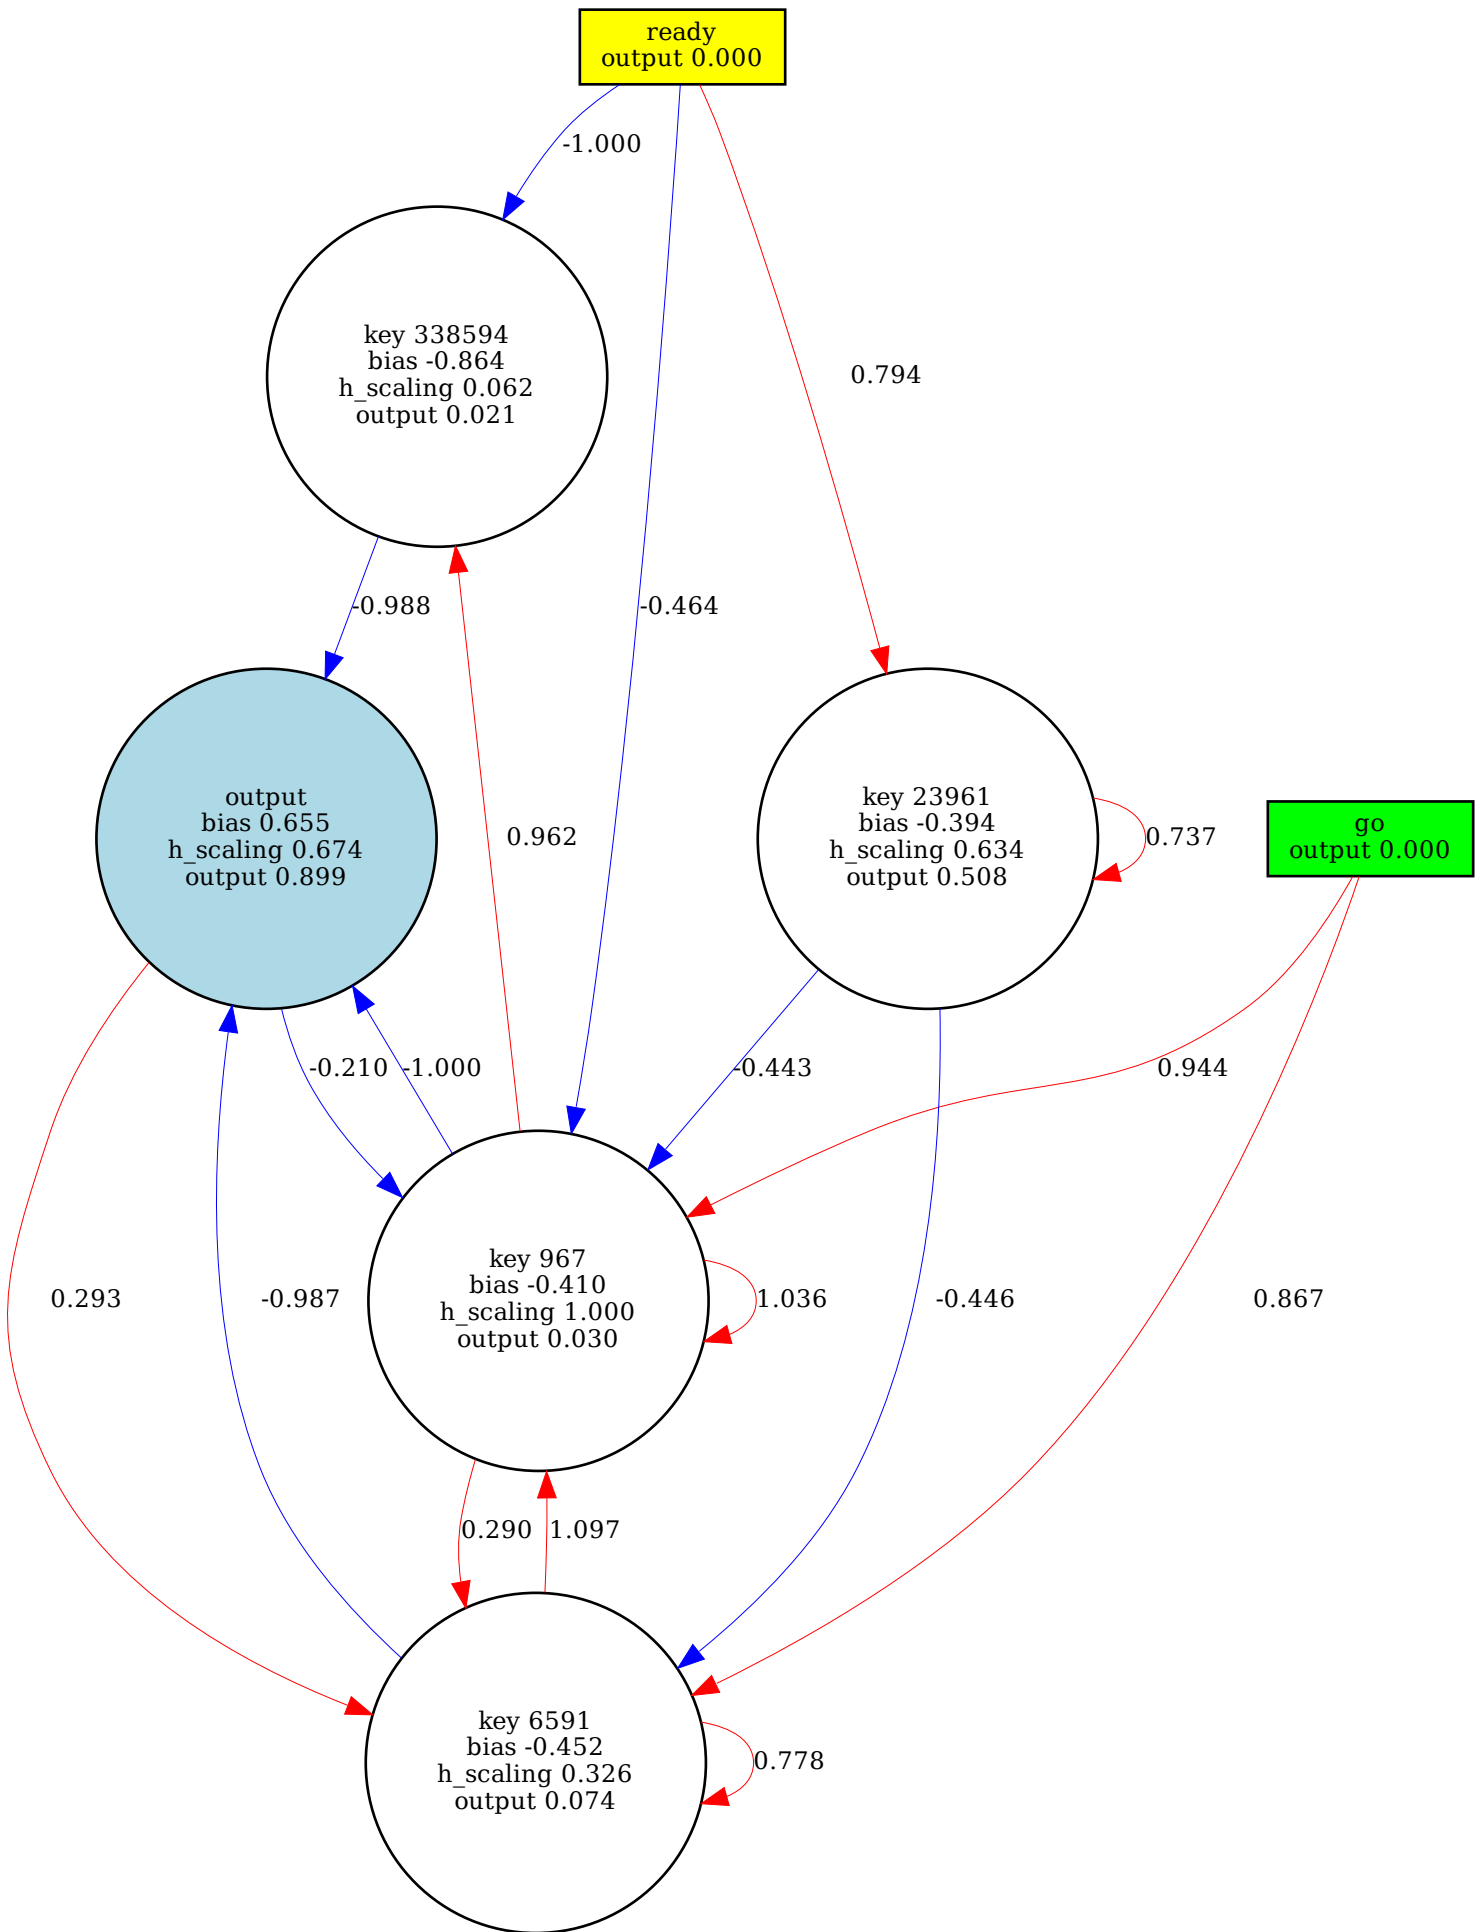 ready
output 0.000
-1.000
key 338594
bias -0.864
h_scaling 0.062
output 0.021
0.794
-0.988
-0.464
output
bias 0.655
h_scaling 0.674
output 0.899
0.962
key 23961
bias -0.394
h_scaling 0.634
output 0.508
0.737
go
output 0.000
-0.210
-1.000
-0.443
0.944
0.293
-0.987
key 967
bias -0.410
h_scaling 1.000
output 0.030
1.036
-0.446
0.867
0.290
1.097
key 6591
bias -0.452
h_scaling 0.326
output 0.074
0.778